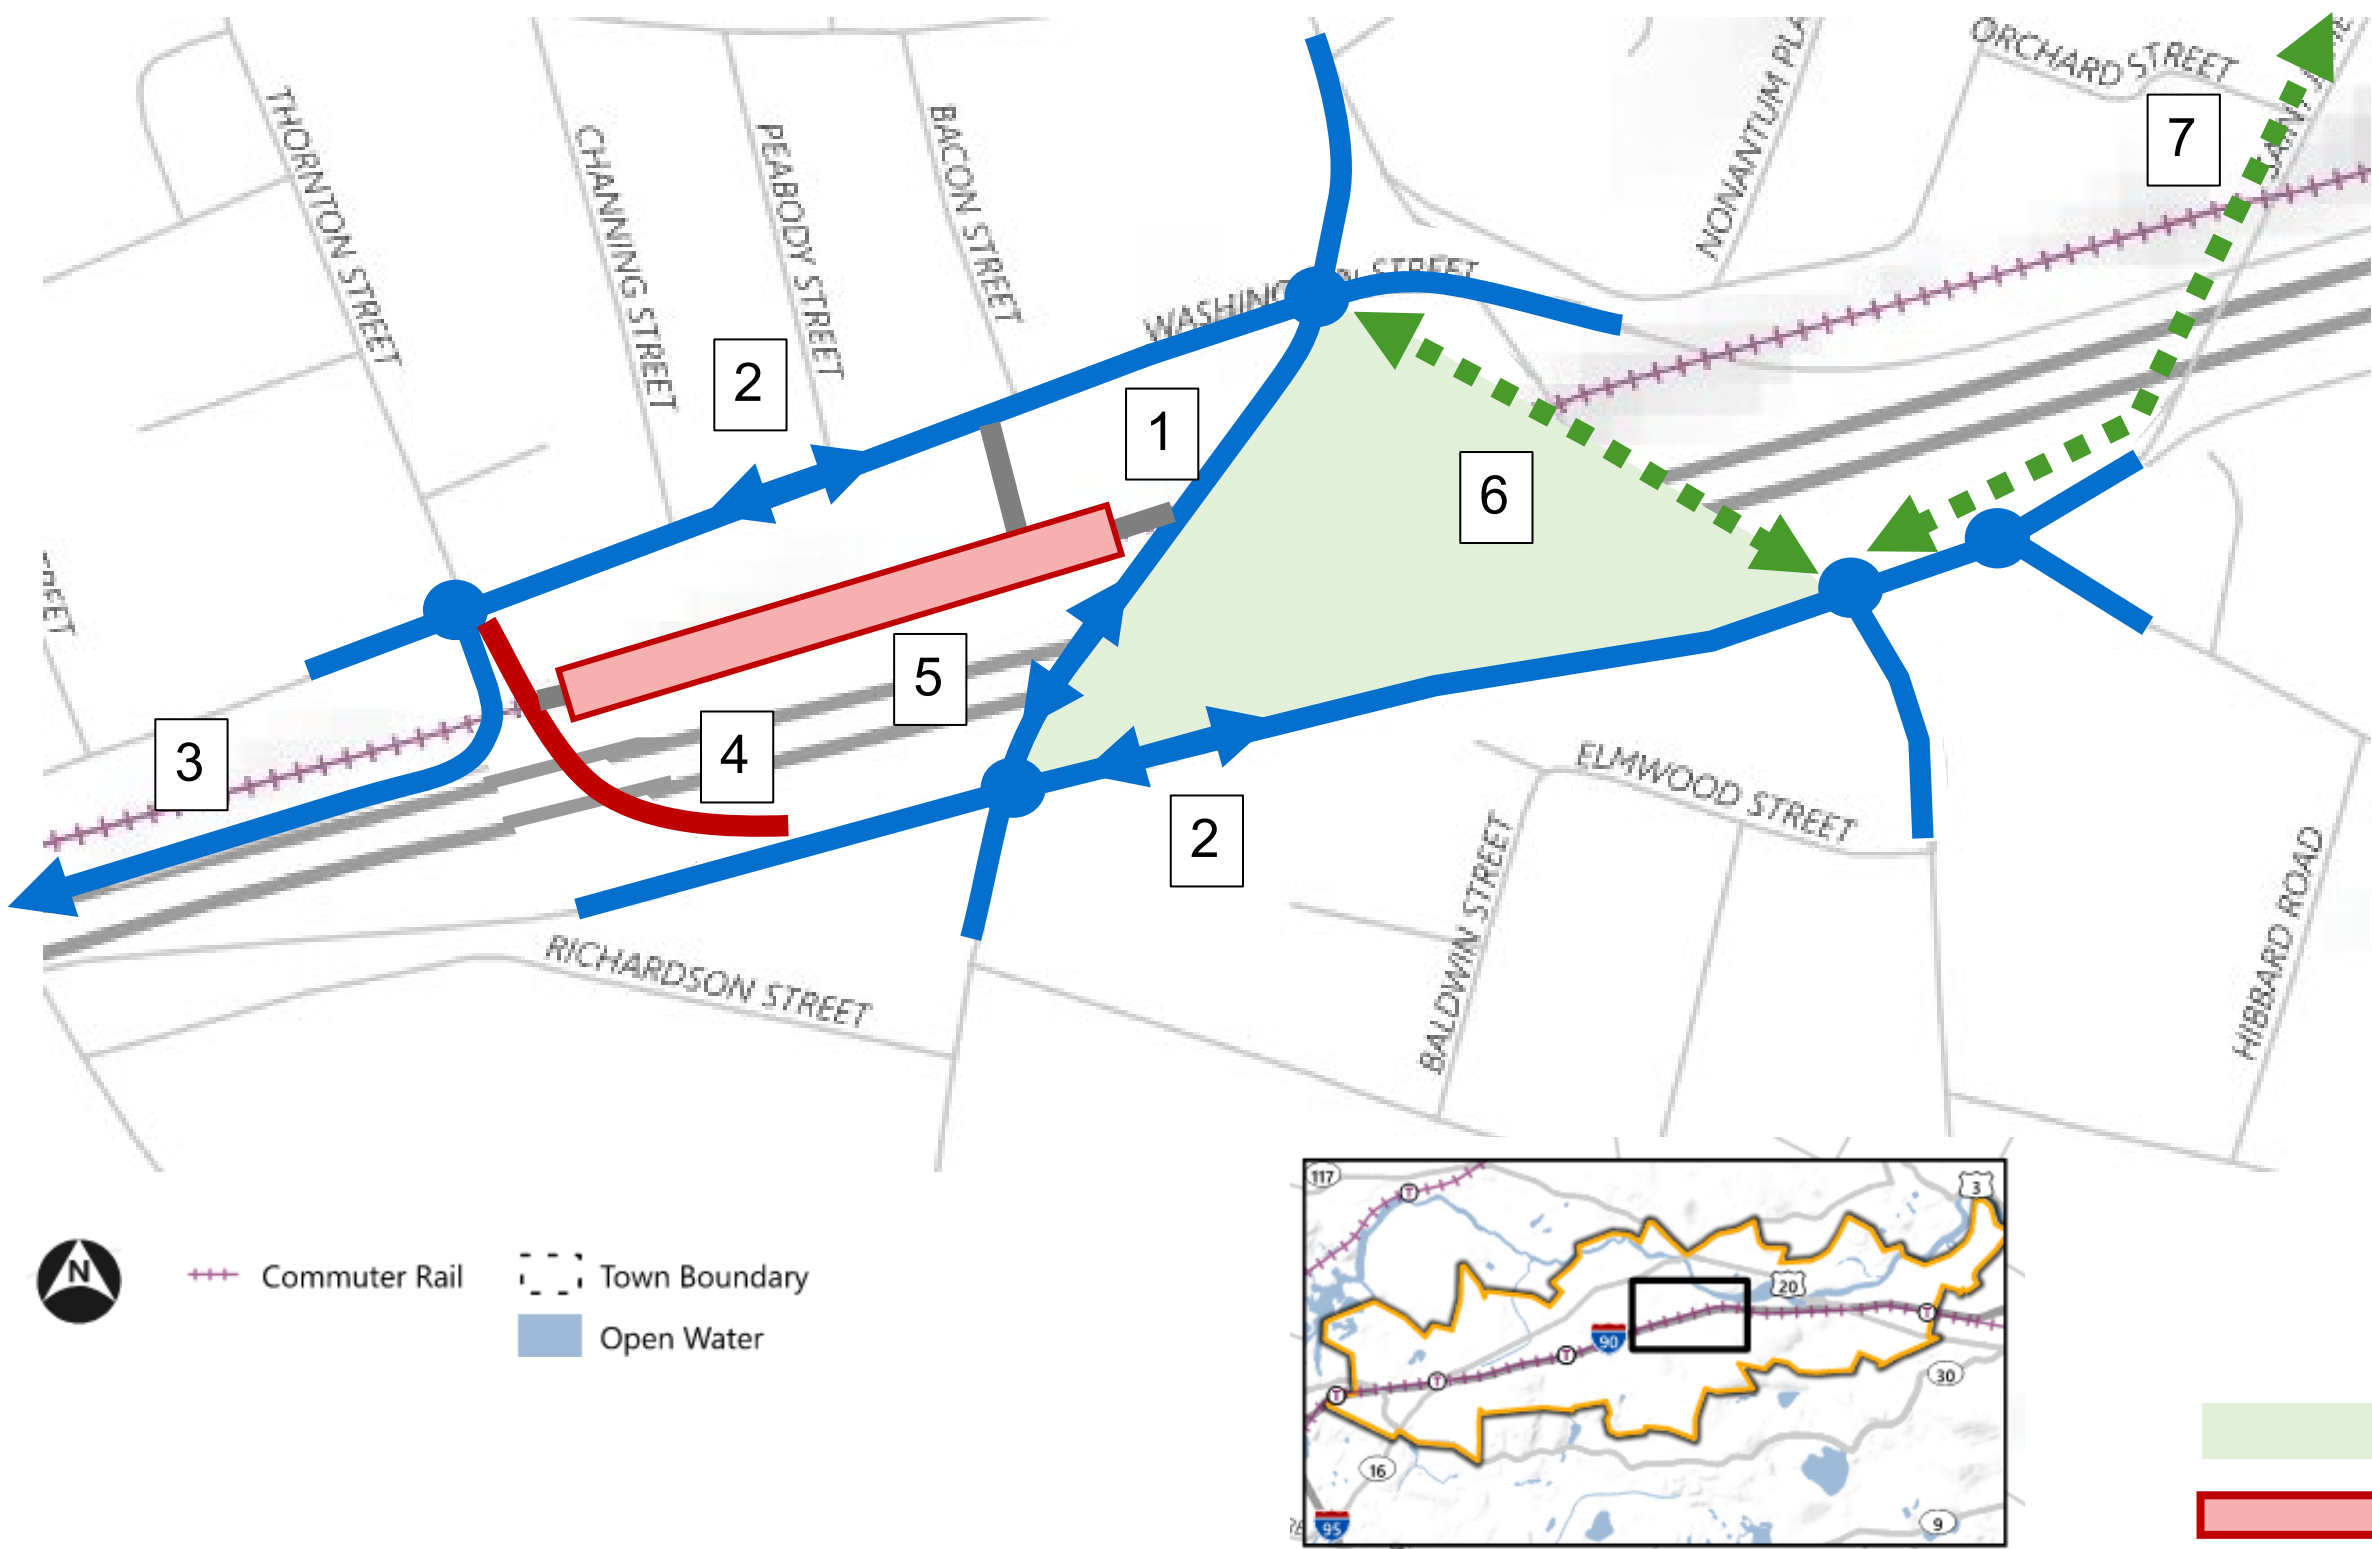 ORCHARD STREET
7
NONANTUM PLA
THORNTON STREET
CHANNING STREET
PEABODY STREET
BACON STREET
STREET
2
1
6
5
3
4
2
ELMWOOD STREET
BALDWIN STREET
HIBBARD ROAD
RICHARDSON STREET
N
Commuter Rail
Town Boundary
Open Water
117
T
3
20
T
90
T
T
T
30
16
95
9